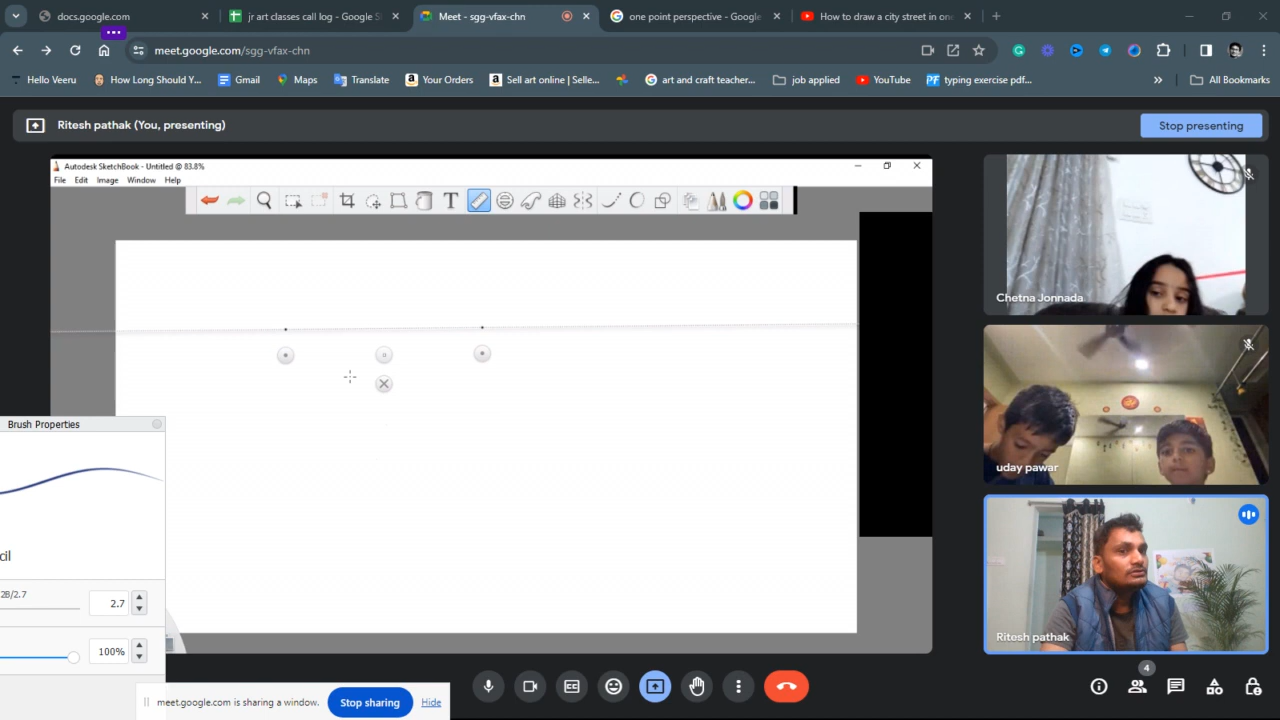 docs.google.com
jr art classes call log - Google S
Meet - sgg-vfax-chn
one point perspective - Google
How to draw a city street in one
meet.google.com/sgg-vfax-chn
Hello Veeru
How Long Should Y...
Gmail
Maps
Translate
Your Orders
Sell art online | Selle...
art and craft teacher...
job applied
YouTube
typing exercise pdf...
All Bookmarks
Ritesh pathak (You, presenting)
Stop presenting
Autodesk SketchBook - Untitled @ 83.8%
File Edit Image Window Help
T
Chetna Jonnada
Brush Properties
uday pawar
cil
2B/2.7
2.7
100%
Ritesh pathak
4
meet.google.com is sharing a window.
Stop sharing
Hide